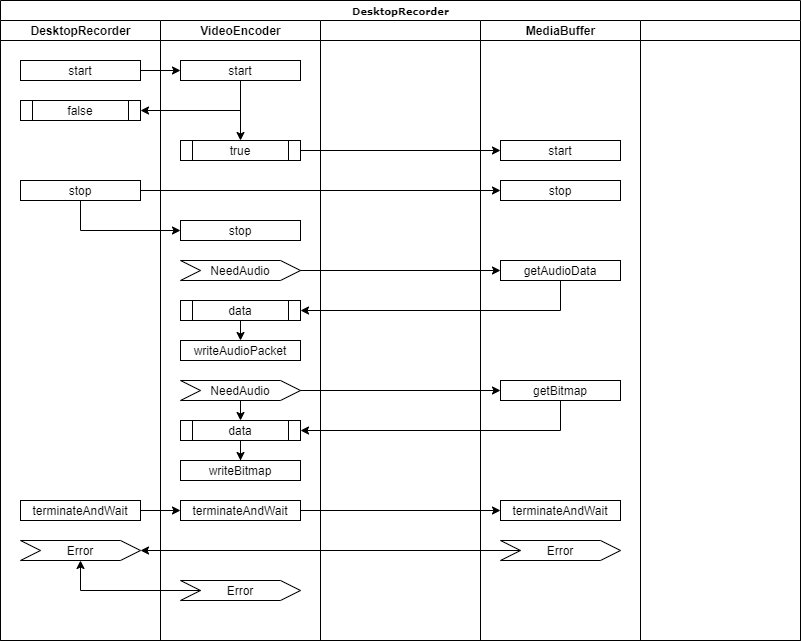 DesktopRecorder
DesktopRecorder VideoEncoder MediaBuffer
start start
false
true start
stop stop
stop
NeedAudio getAudioData
data
writeAudioPacket
NeedAudio getBitmap
data
writeBitmap
terminateAndWait terminateAndWait terminateAndWait
Error Error
Error